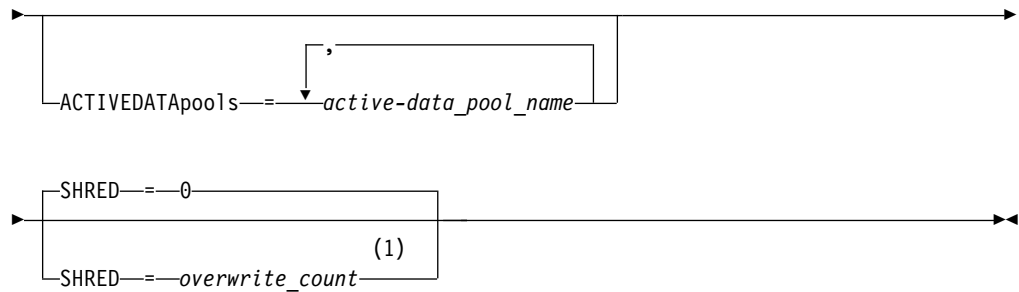 ,
ACTIVEDATApools = active-data_pool_name
SHRED = 0
(1)
SHRED = overwrite_count